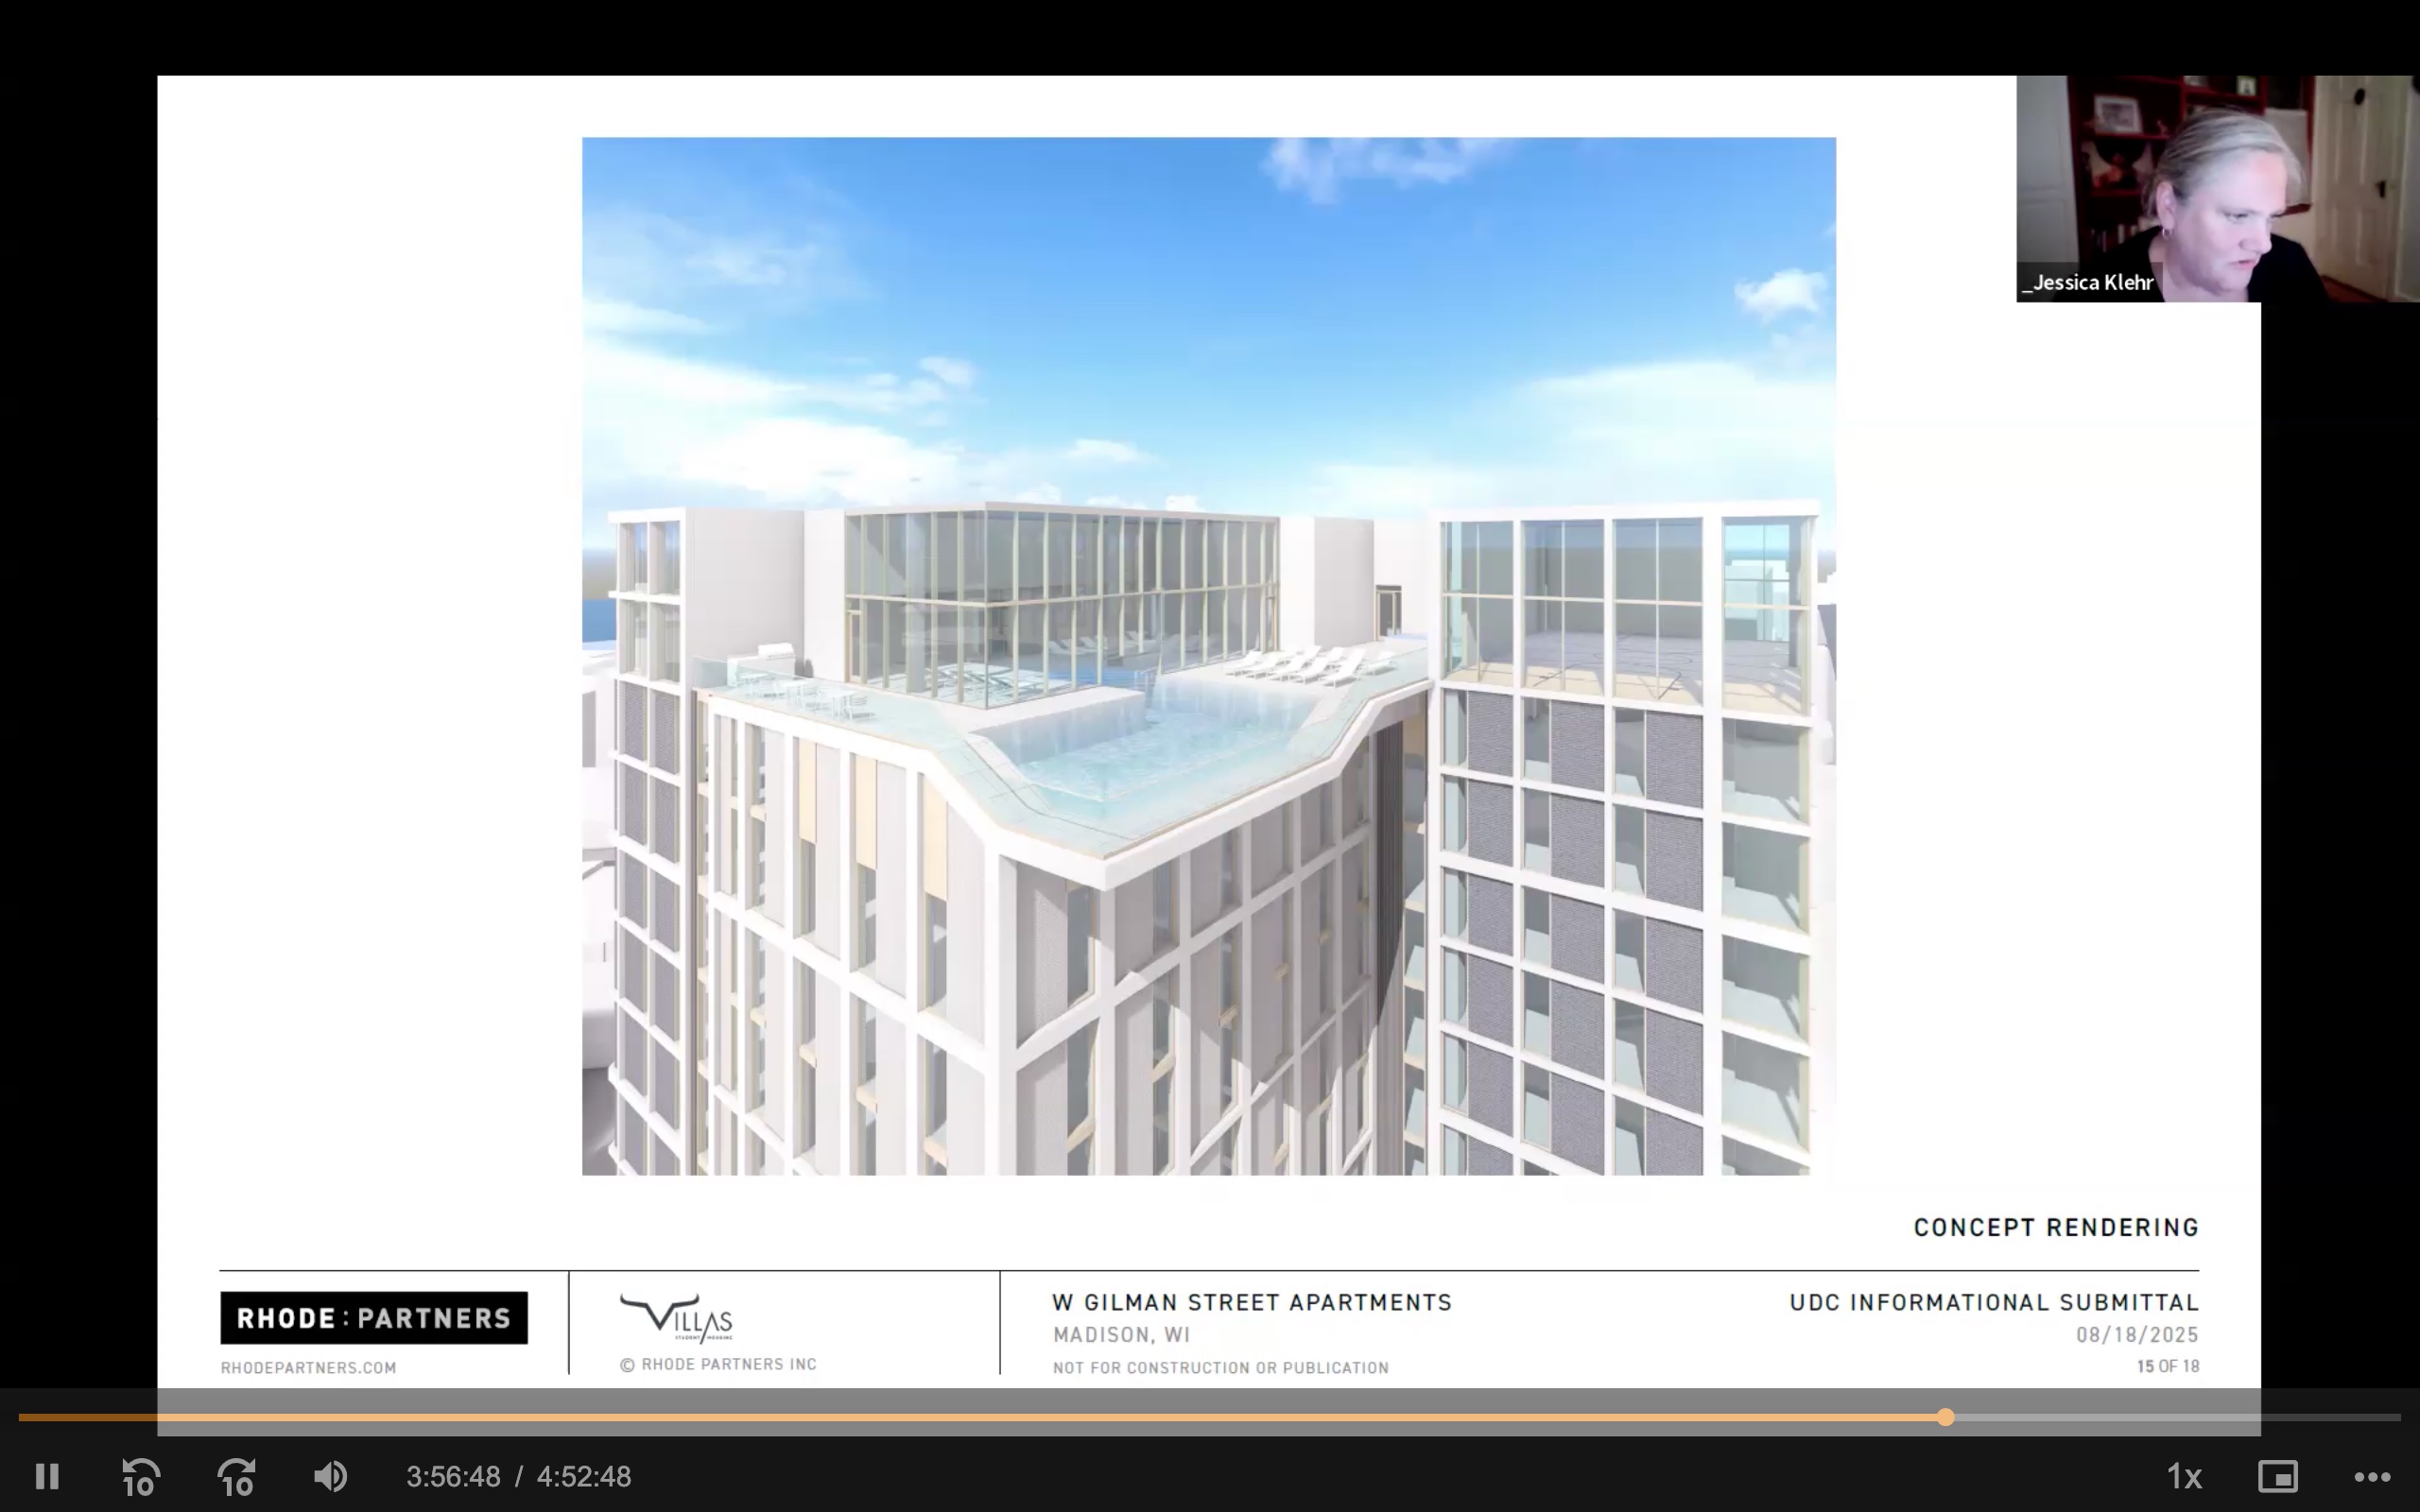 _Jessica Klehr
CONCEPT RENDERING
RHODE:PARTNERS
RHODEPARTNERS.COM
VILLAS
STUDENT HOUSING
© RHODE PARTNERS INC
W GILMAN STREET APARTMENTS
MADISON, WI
NOT FOR CONSTRUCTION OR PUBLICATION
UDC INFORMATIONAL SUBMITTAL
08/18/2025
15 OF 18
10
10
3:56:48 / 4:52:48
1x